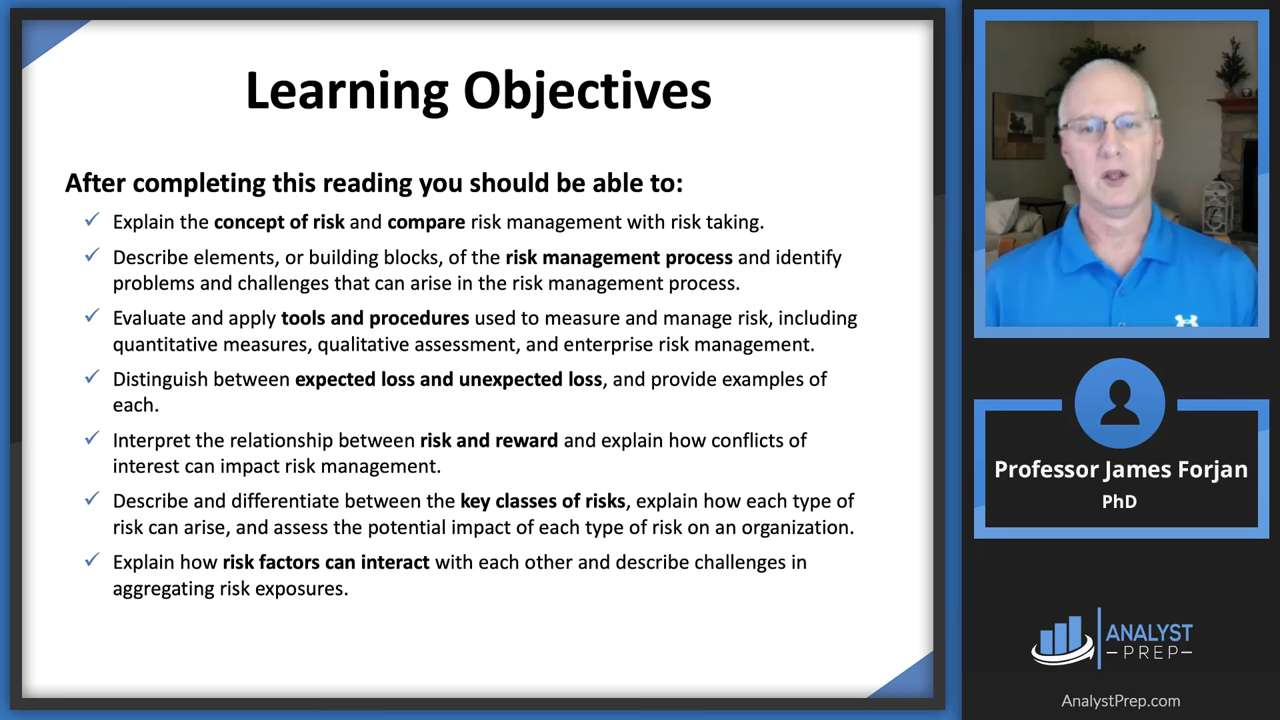 Learning Objectives
After completing this reading you should be able to:
✓ Explain the concept of risk and compare risk management with risk taking.
✓ Describe elements, or building blocks, of the risk management process and identify
problems and challenges that can arise in the risk management process.
✓ Evaluate and apply tools and procedures used to measure and manage risk, including
quantitative measures, qualitative assessment, and enterprise risk management.
✓ Distinguish between expected loss and unexpected loss, and provide examples of
each.
✓ Interpret the relationship between risk and reward and explain how conflicts of
interest can impact risk management.
✓ Describe and differentiate between the key classes of risks, explain how each type of
risk can arise, and assess the potential impact of each type of risk on an organization.
✓ Explain how risk factors can interact with each other and describe challenges in
aggregating risk exposures.
Professor James Forjan
PhD
ANALYST
—PREP—
AnalystPrep.com